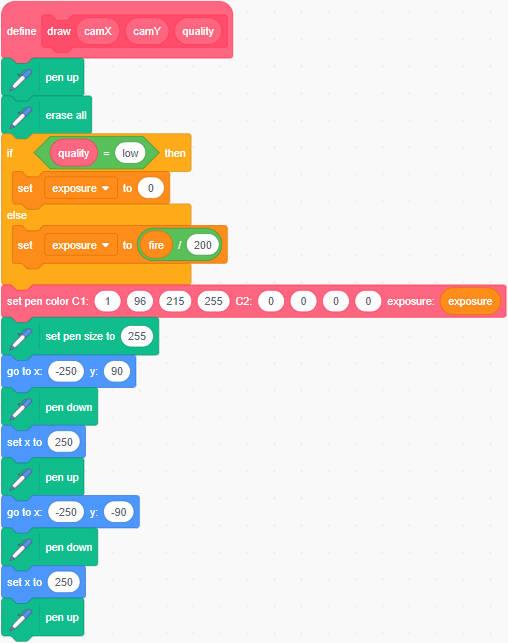 define draw camX camY quality
pen up
erase all
if quality = low then
set exposure to 0
else
set exposure to fire / 200
set pen color C1: 1 96 215 255 C2: 0 0 0 0 exposure: exposure
set pen size to 255
go to x: -250 y: 90
pen down
set x to 250
pen up
go to x: -250 y: -90
pen down
set x to 250
pen up